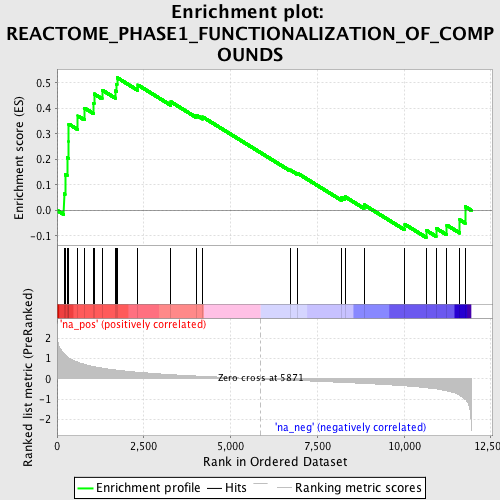 Enrichment plot:
REACTOME_PHASE1_FUNCTIONALIZATION_OF_COMP
OUNDS
Enrichment score (ES)
0.5
0.4
0.3
0.2
0.1
0.0
-0.1
'na_pos' (positively correlated)
Ranked list metric (PreRanked)
2
1
0
-1
-2
Zero cross at 5871
'na_neg' (negatively correlated)
0
2,500
5,000
7,500
10,000
12,500
Rank in Ordered Dataset
Enrichment profile
Hits
Ranking metric scores